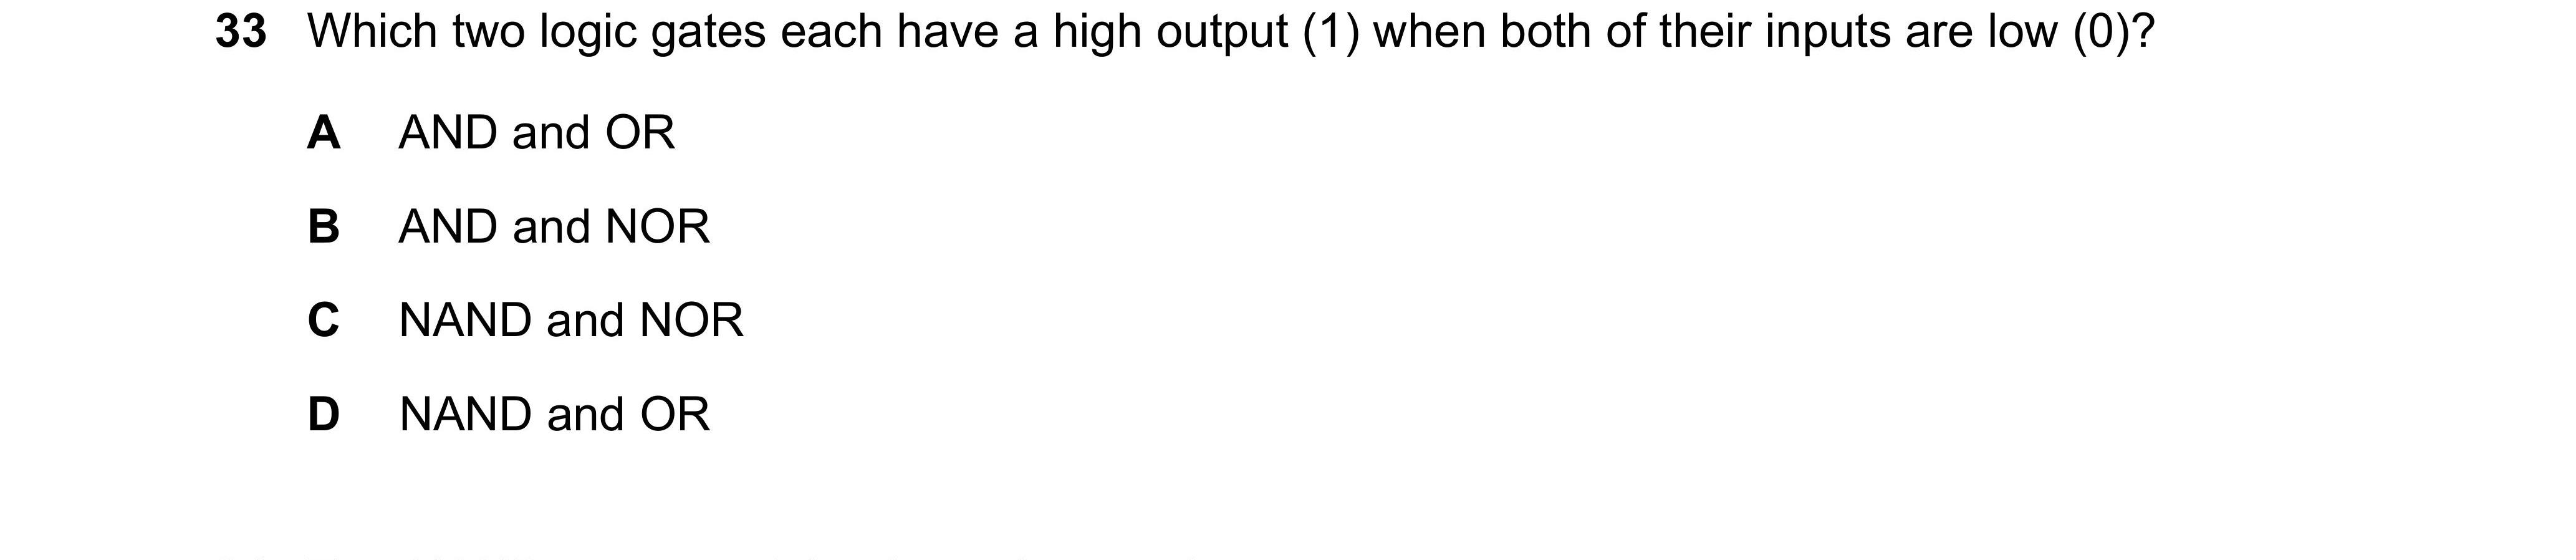 33 Which two logic gates each have a high output (1) when both of their inputs are low (0)?
A AND and OR
B AND and NOR
C NAND and NOR
D NAND and OR